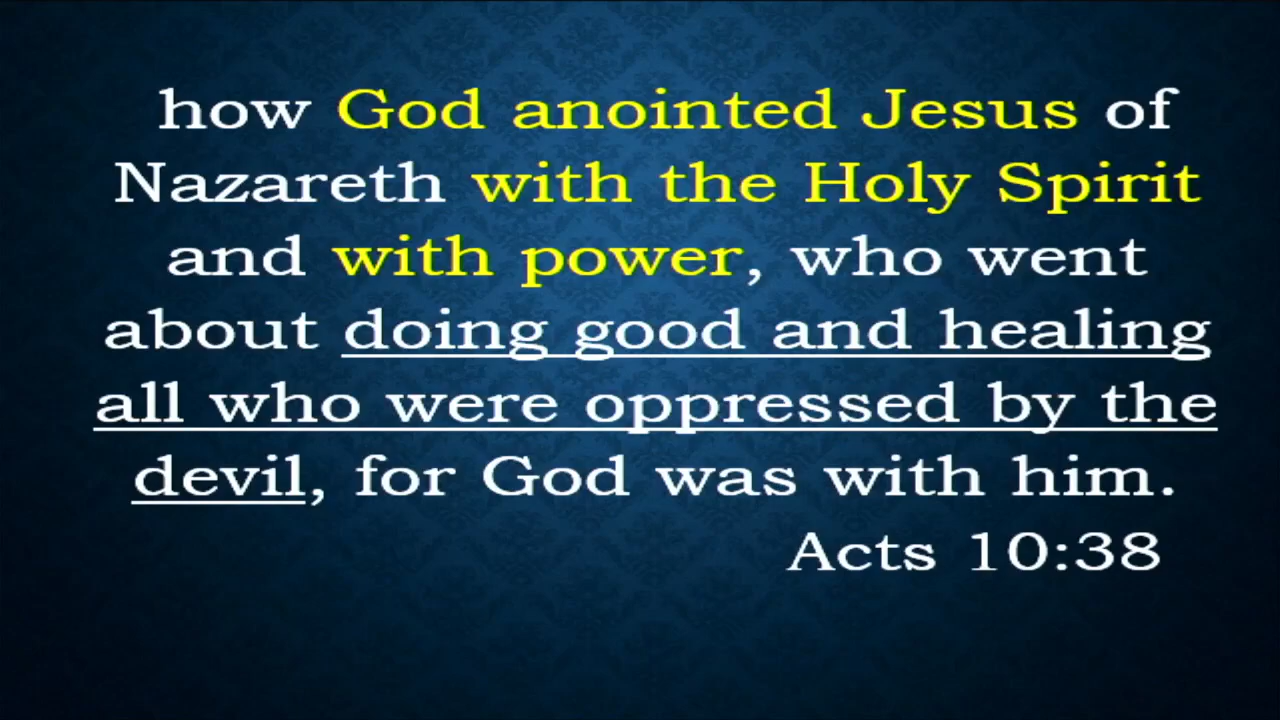 how God anointed Jesus of
Nazareth with the Holy Spirit
and with power, who went
about doing good and healing
all who were oppressed by the
devil, for God was with him.
Acts 10:38